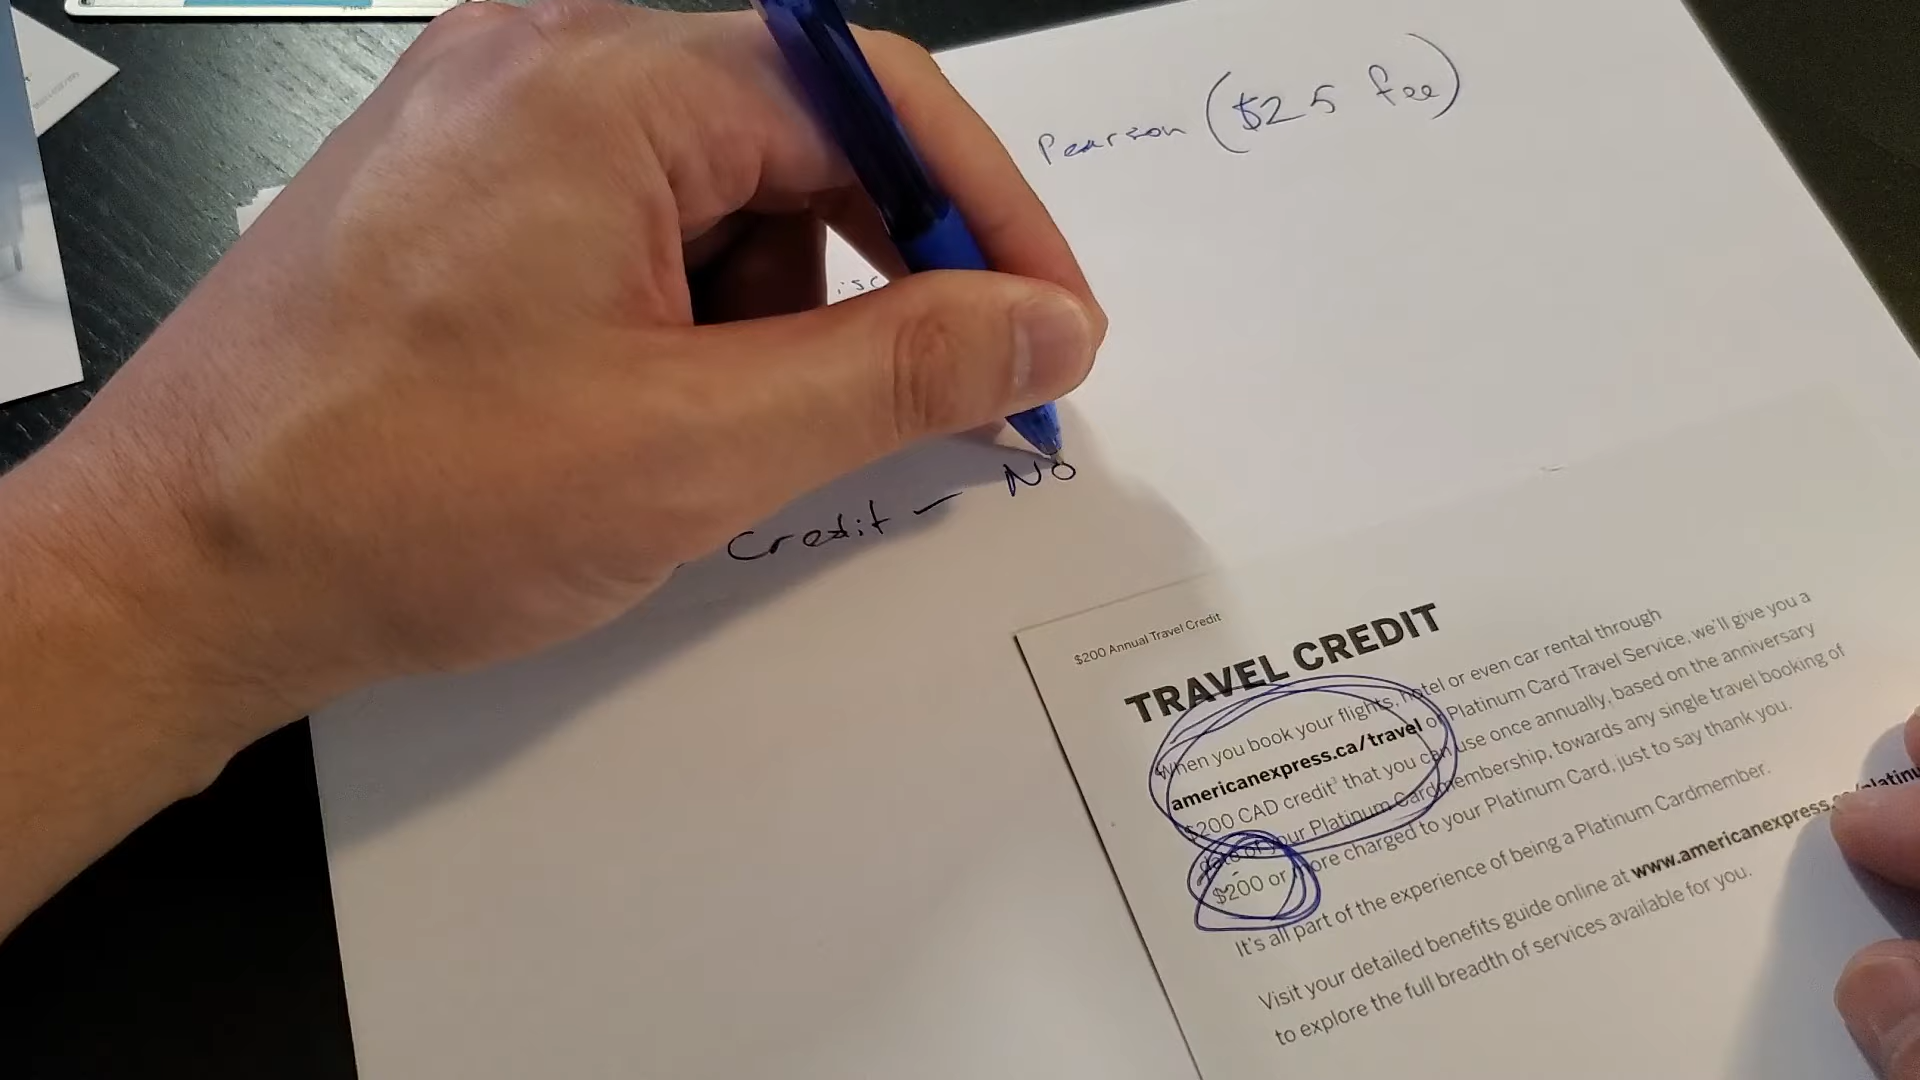 Pearson ($25 fee)
Credit - No
$200 Annual Travel Credit
TRAVEL CREDIT
When you book your flights, hotel or even car rental through
americanexpress.ca/travel or Platinum Card Travel Service, we'll give you a
$200 CAD credit³ that you can use once annually, based on the anniversary
date of your Platinum Cardmembership, towards any single travel booking of
$200 or more charged to your Platinum Card, just to say thank you.
It's all part of the experience of being a Platinum Cardmember.
Visit your detailed benefits guide online at www.americanexpress.ca/platinu
to explore the full breadth of services available for you.